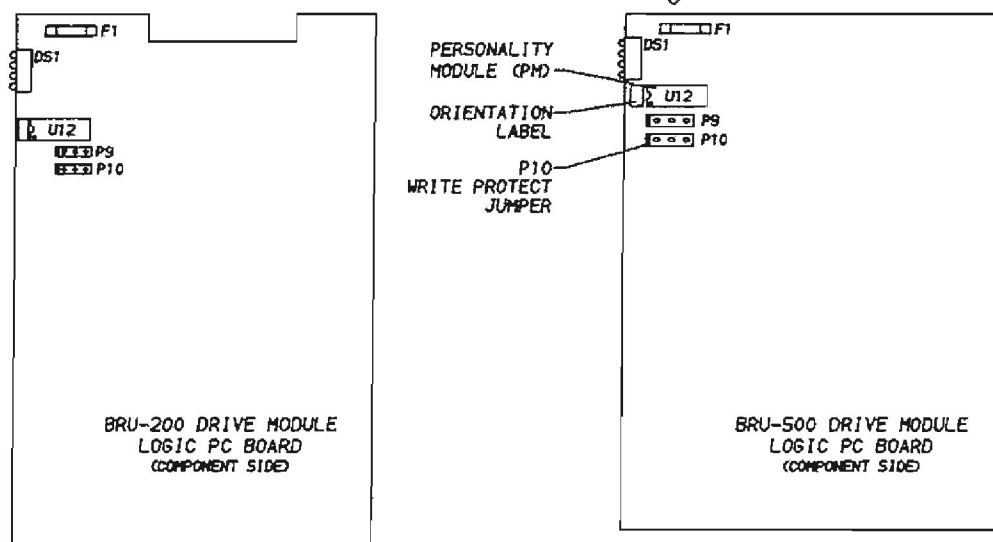 F1
DS1
U12
P9
P10
BRU-200 DRIVE MODULE
LOGIC PC BOARD
(COMPONENT SIDE)
PERSONALITY
MODULE (PM)
ORIENTATION
LABEL
P10
WRITE PROTECT
JUMPER
F1
DS1
U12
P9
P10
BRU-500 DRIVE MODULE
LOGIC PC BOARD
(COMPONENT SIDE)